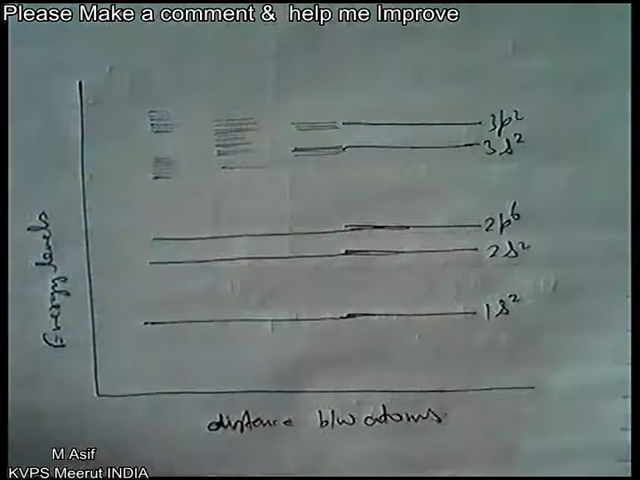 Please Make a comment & help me Improve
3p²
3s²
2p⁶
2s²
1s²
Energy levels
distance b/w atoms
M Asif
KVPS Meerut INDIA